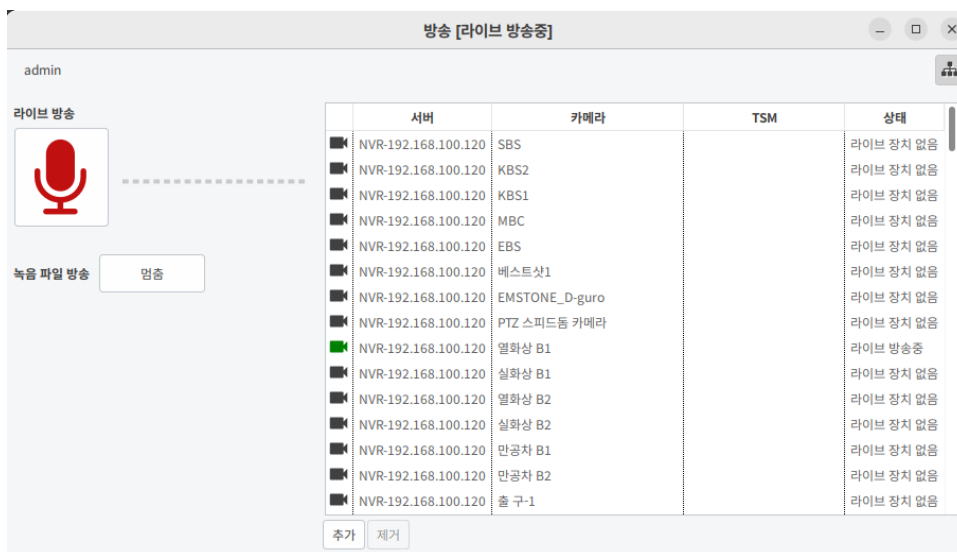 방송 [라이브 방송중]
admin
라이브 방송
녹음 파일 방송 멈춤
서버 카메라 TSM 상태
NVR-192.168.100.120 SBS 라이브 장치 없음
NVR-192.168.100.120 KBS2 라이브 장치 없음
NVR-192.168.100.120 KBS1 라이브 장치 없음
NVR-192.168.100.120 MBC 라이브 장치 없음
NVR-192.168.100.120 EBS 라이브 장치 없음
NVR-192.168.100.120 베스트샷1 라이브 장치 없음
NVR-192.168.100.120 EMSTONE_D-guro 라이브 장치 없음
NVR-192.168.100.120 PTZ 스피드돔 카메라 라이브 장치 없음
NVR-192.168.100.120 열화상 B1 라이브 방송중
NVR-192.168.100.120 실화상 B1 라이브 장치 없음
NVR-192.168.100.120 열화상 B2 라이브 장치 없음
NVR-192.168.100.120 실화상 B2 라이브 장치 없음
NVR-192.168.100.120 만공차 B1 라이브 장치 없음
NVR-192.168.100.120 만공차 B2 라이브 장치 없음
NVR-192.168.100.120 출 구-1 라이브 장치 없음
추가 제거